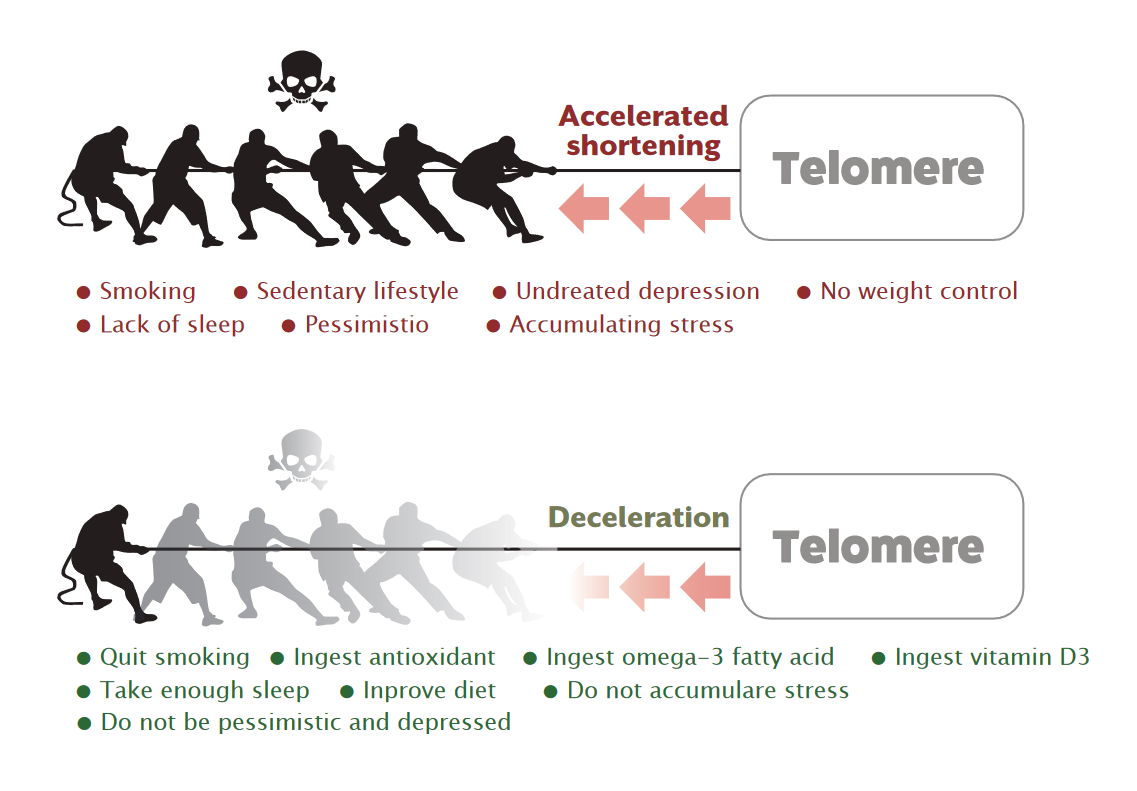 Accelerated
shortening
Telomere
● Smoking ● Sedentary lifestyle ● Undreated depression ● No weight control
● Lack of sleep ● Pessimistio ● Accumulating stress
Deceleration
Telomere
● Quit smoking ● Ingest antioxidant ● Ingest omega-3 fatty acid ● Ingest vitamin D3
● Take enough sleep ● Inprove diet ● Do not accumulare stress
● Do not be pessimistic and depressed